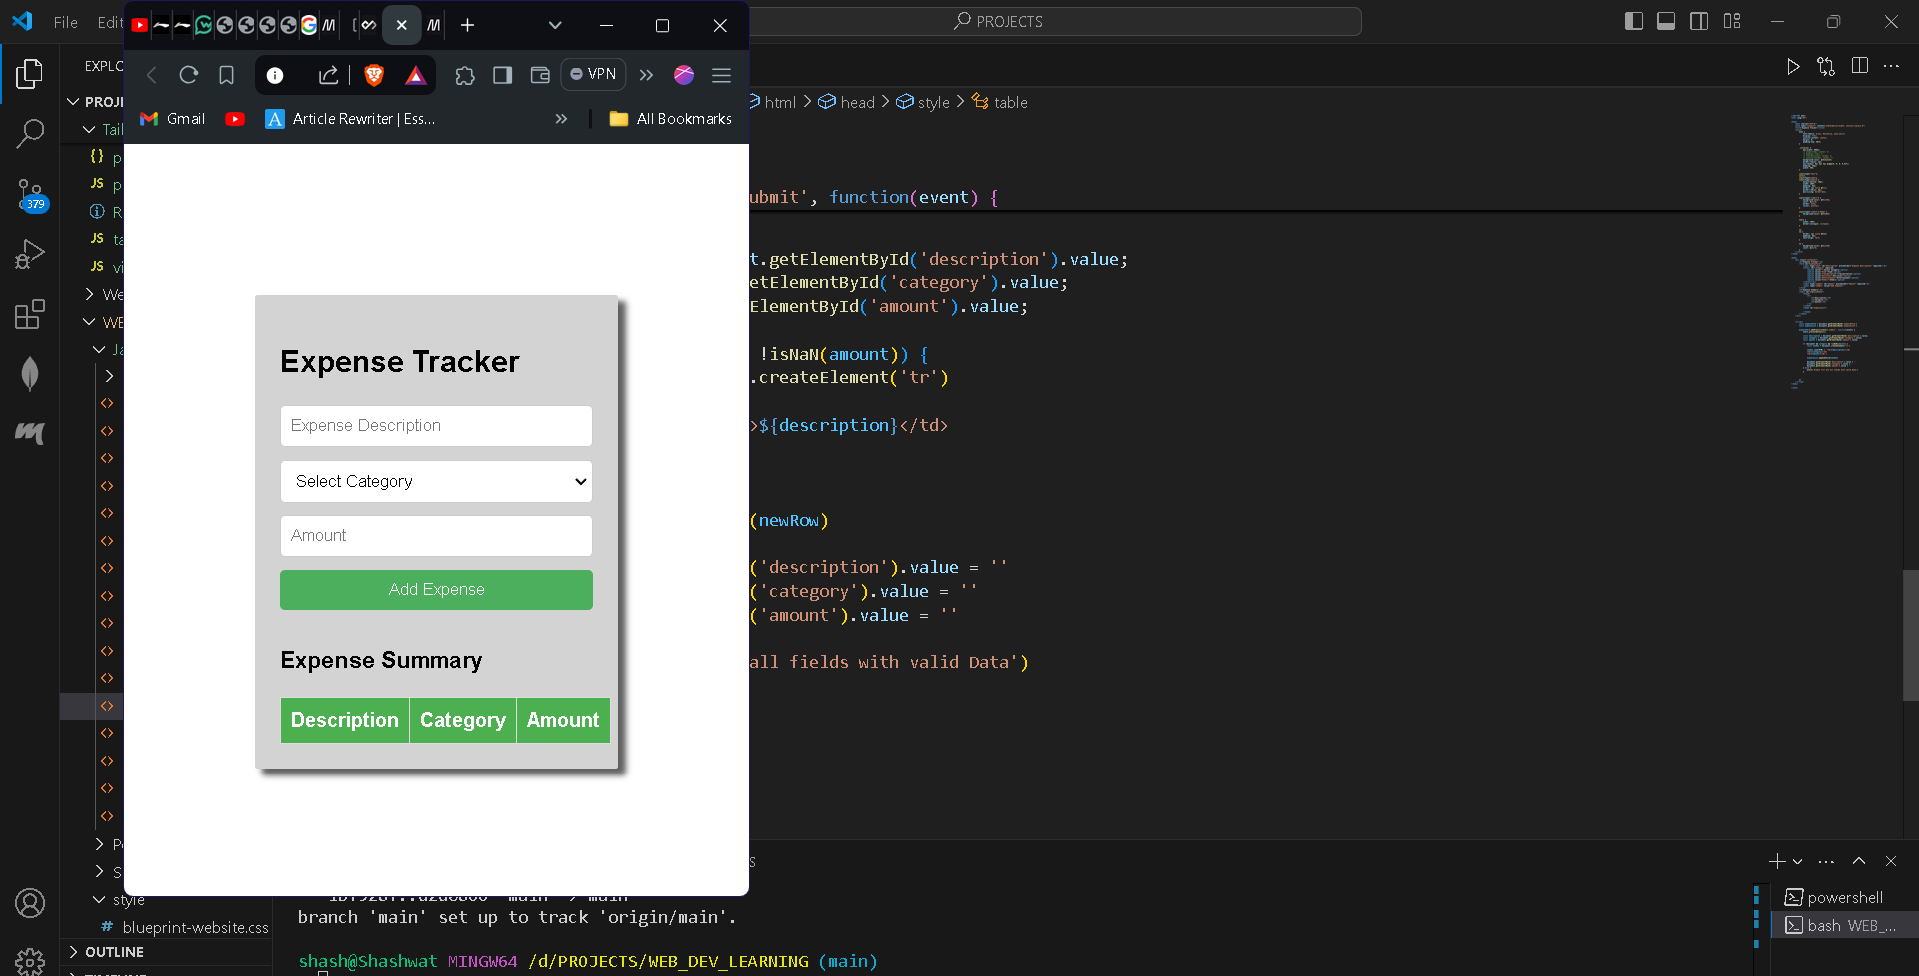 File
Edit
PROJECTS
EXPLO
PROJ
Tail
{} p
JS p
R
JS ta
JS vi
We
WE
Ja
379
Po
S
style
# blueprint-website.css
OUTLINE
VPN
Gmail
Article Rewriter | Ess...
All Bookmarks
Expense Tracker
Expense Description
Select Category
Amount
Add Expense
Expense Summary
Description Category Amount
html > head > style > table
ubmit', function(event) {
t.getElementById('description').value;
etElementById('category').value;
ElementById('amount').value;
!isNaN(amount)) {
.createElement('tr')
>${description}</td>
(newRow)
('description').value = ''
('category').value = ''
('amount').value = ''
all fields with valid Data')
branch 'main' set up to track 'origin/main'.
shash@Shashwat MINGW64 /d/PROJECTS/WEB_DEV_LEARNING (main)
powershell
bash WEB_...